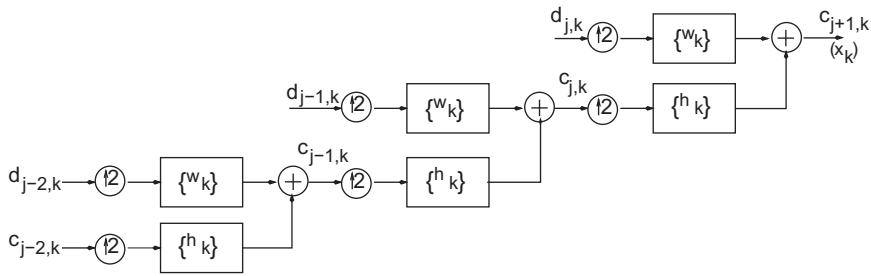 d_{j,k} ↑2 {w_k} + c_{j+1,k}
(x_k)
d_{j−1,k} ↑2 {w_k} + c_{j,k} ↑2 {h_k}
d_{j−2,k} ↑2 {w_k} + c_{j−1,k} ↑2 {h_k}
c_{j−2,k} ↑2 {h_k}